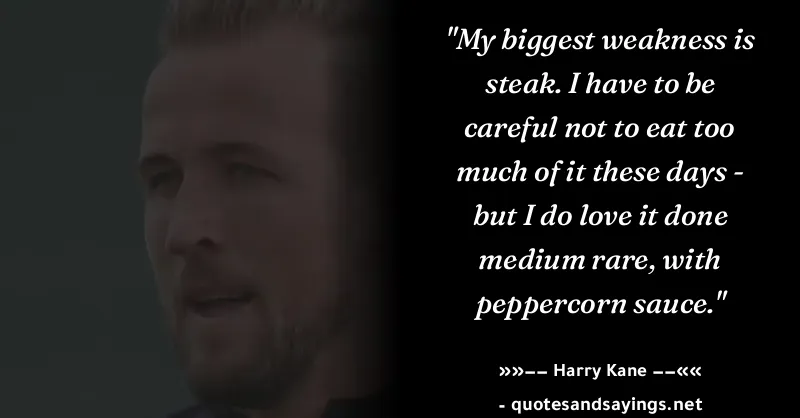 "My biggest weakness is
steak. I have to be
careful not to eat too
much of it these days -
but I do love it done
medium rare, with
peppercorn sauce."
»»−− Harry Kane −−««
- quotesandsayings.net